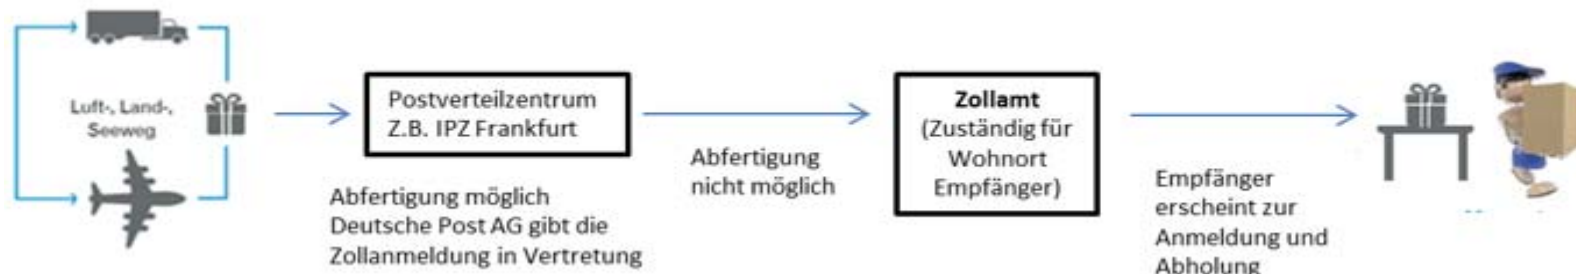 Luft-, Land-,
Seeweg
Postverteilzentrum
Z.B. IPZ Frankfurt
Abfertigung möglich
Deutsche Post AG gibt die
Zollanmeldung in Vertretung
Abfertigung
nicht möglich
Zollamt
(Zuständig für
Wohnort
Empfänger)
Empfänger
erscheint zur
Anmeldung und
Abholung